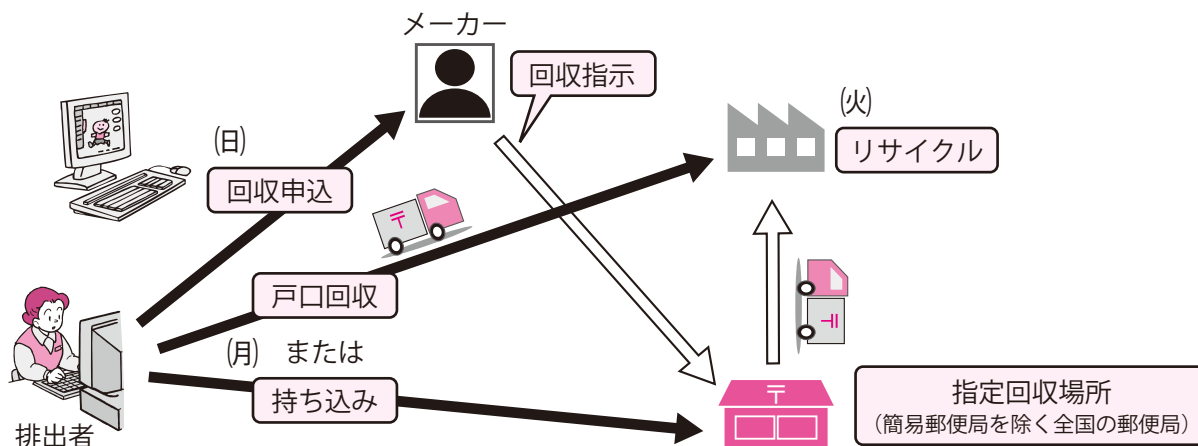 メーカー
回収指示
㈰
回収申込
㈫
リサイクル
戸口回収
㈪ または
持ち込み
排出者
指定回収場所
（簡易郵便局を除く全国の郵便局）
〒
〒
〒